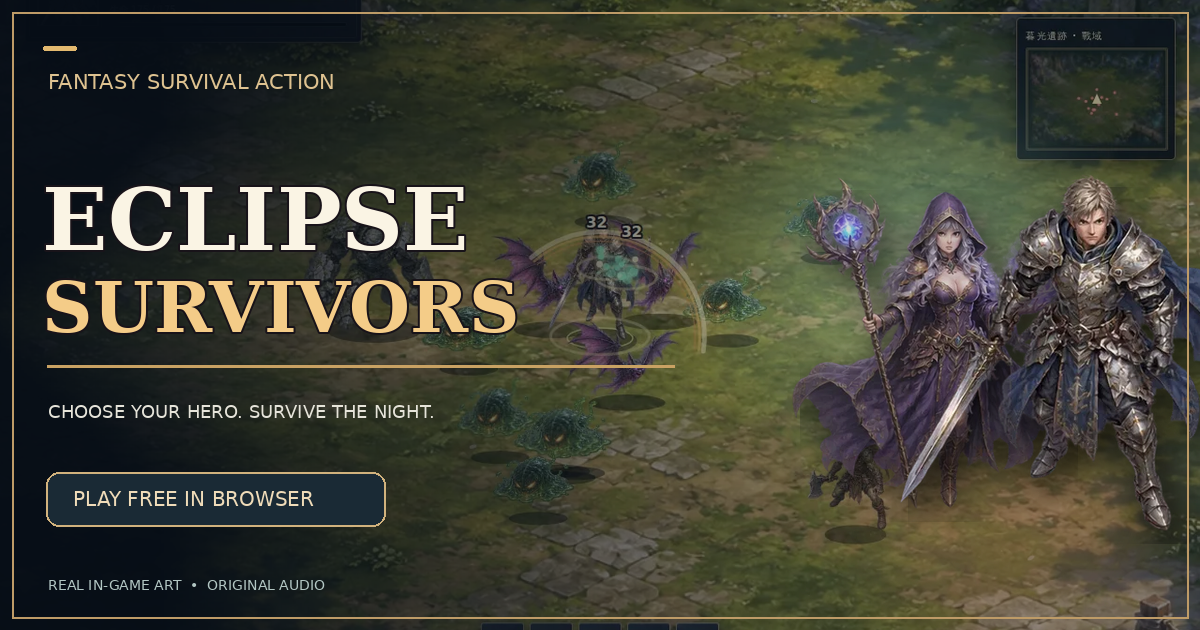 FANTASY SURVIVAL ACTION
暮光遺跡・戰域
ECLIPSE
SURVIVORS
32
32
CHOOSE YOUR HERO. SURVIVE THE NIGHT.
PLAY FREE IN BROWSER
REAL IN-GAME ART • ORIGINAL AUDIO